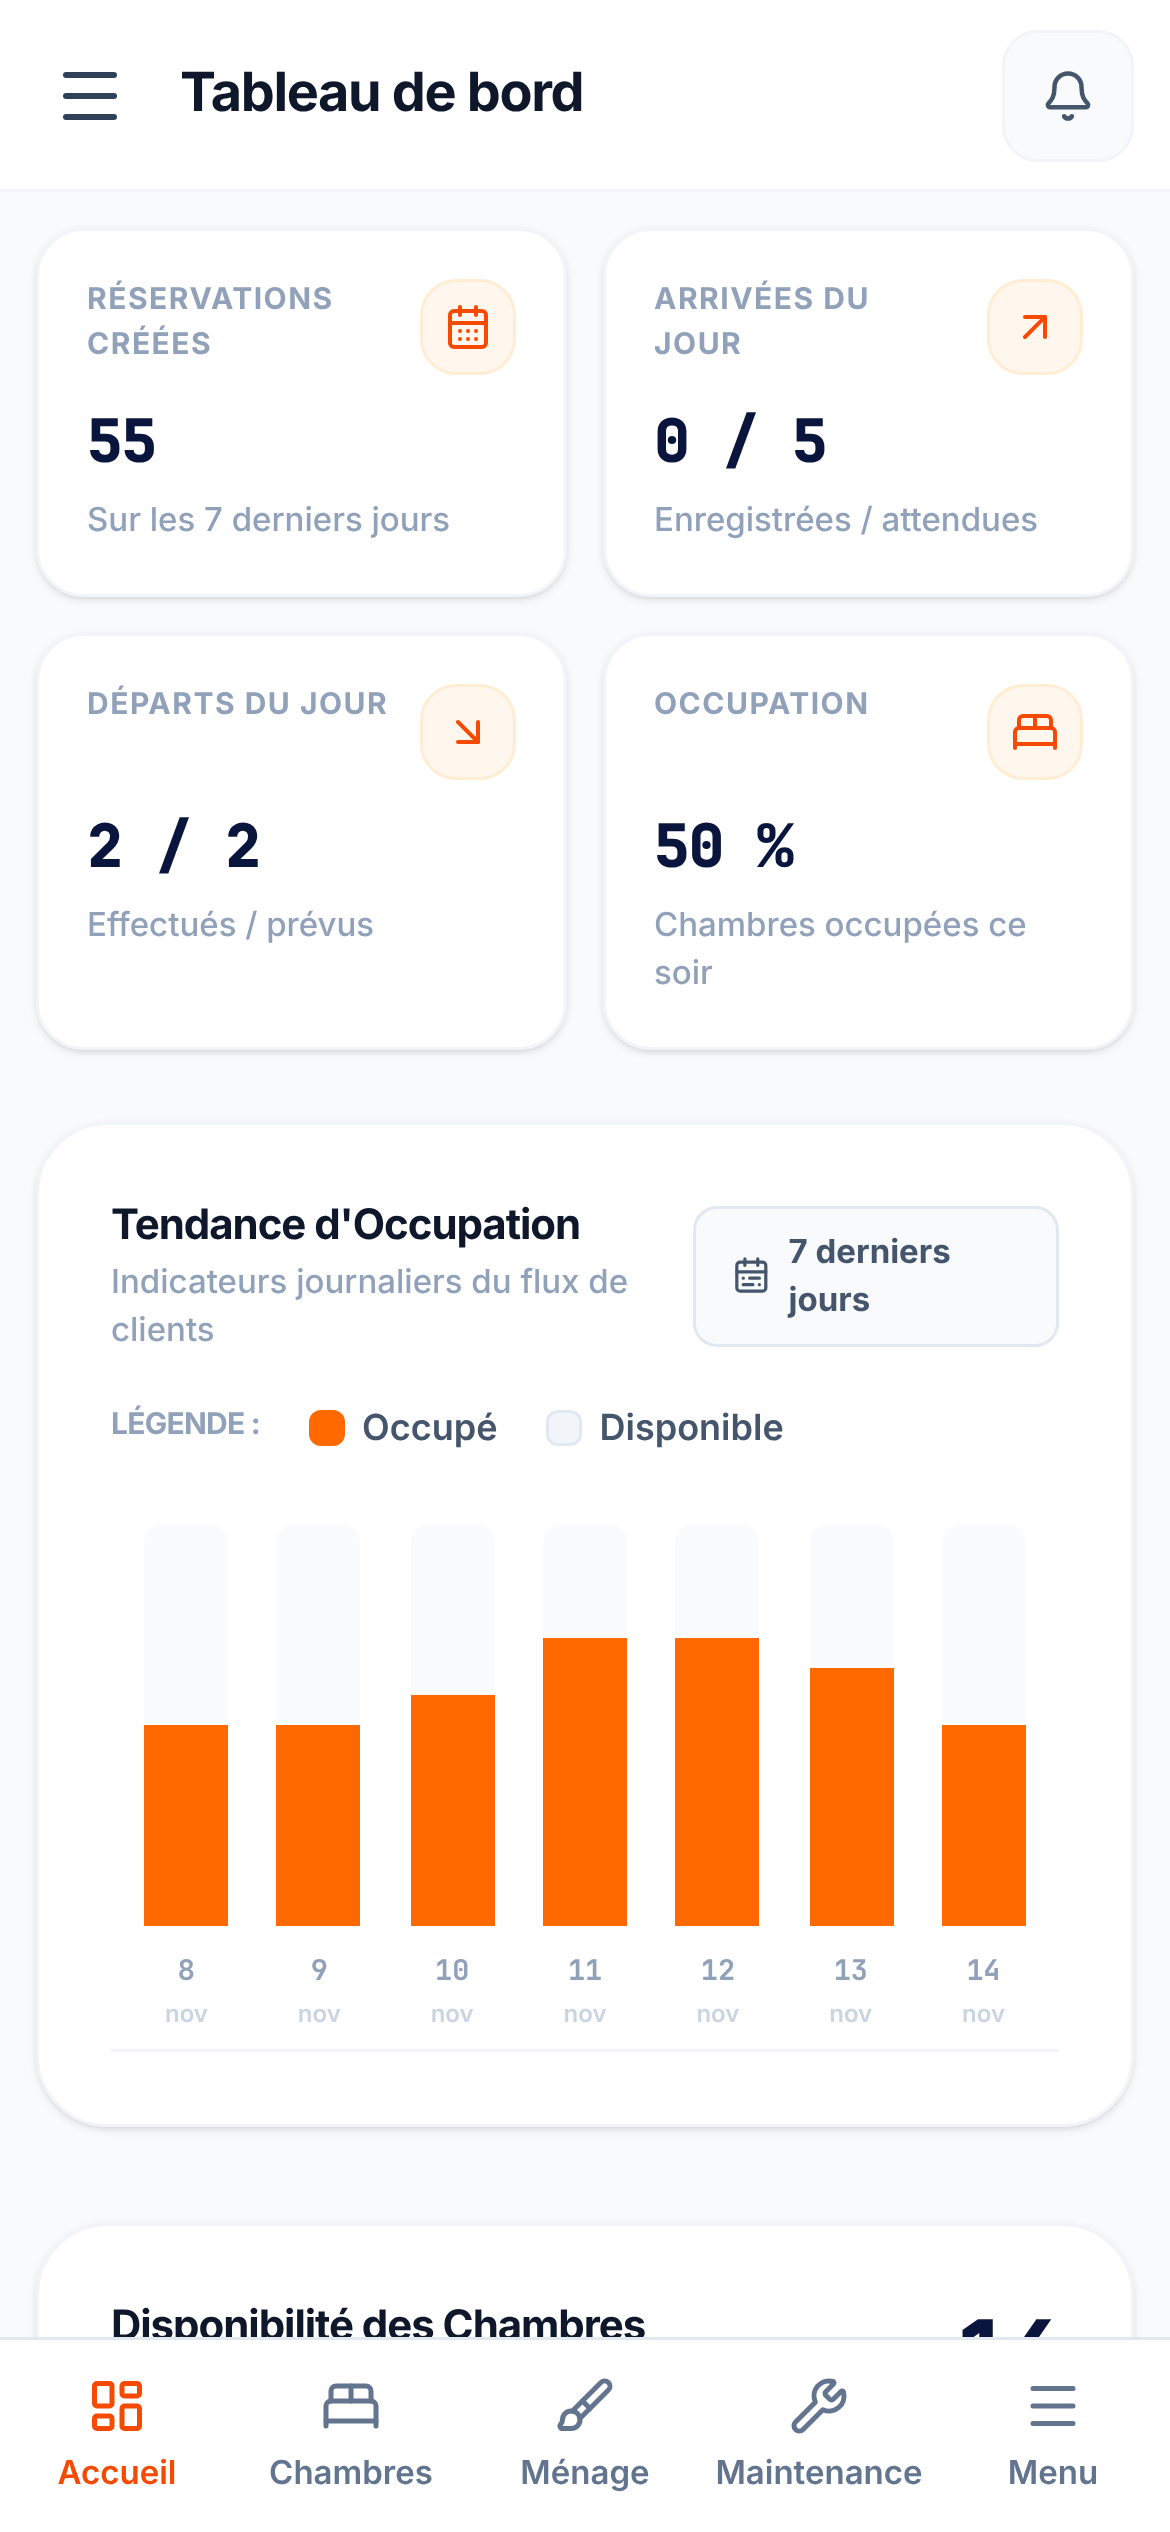 Tableau de bord
RÉSERVATIONS
CRÉÉES
55
Sur les 7 derniers jours
ARRIVÉES DU
JOUR
0 / 5
Enregistrées / attendues
DÉPARTS DU JOUR
2 / 2
Effectués / prévus
OCCUPATION
50 %
Chambres occupées ce
soir
Tendance d'Occupation
Indicateurs journaliers du flux de
clients
7 derniers
jours
LÉGENDE :
Occupé
Disponible
8 9 10 11 12 13 14
nov nov nov nov nov nov nov
Disponibilité des Chambres
Accueil
Chambres
Ménage
Maintenance
Menu